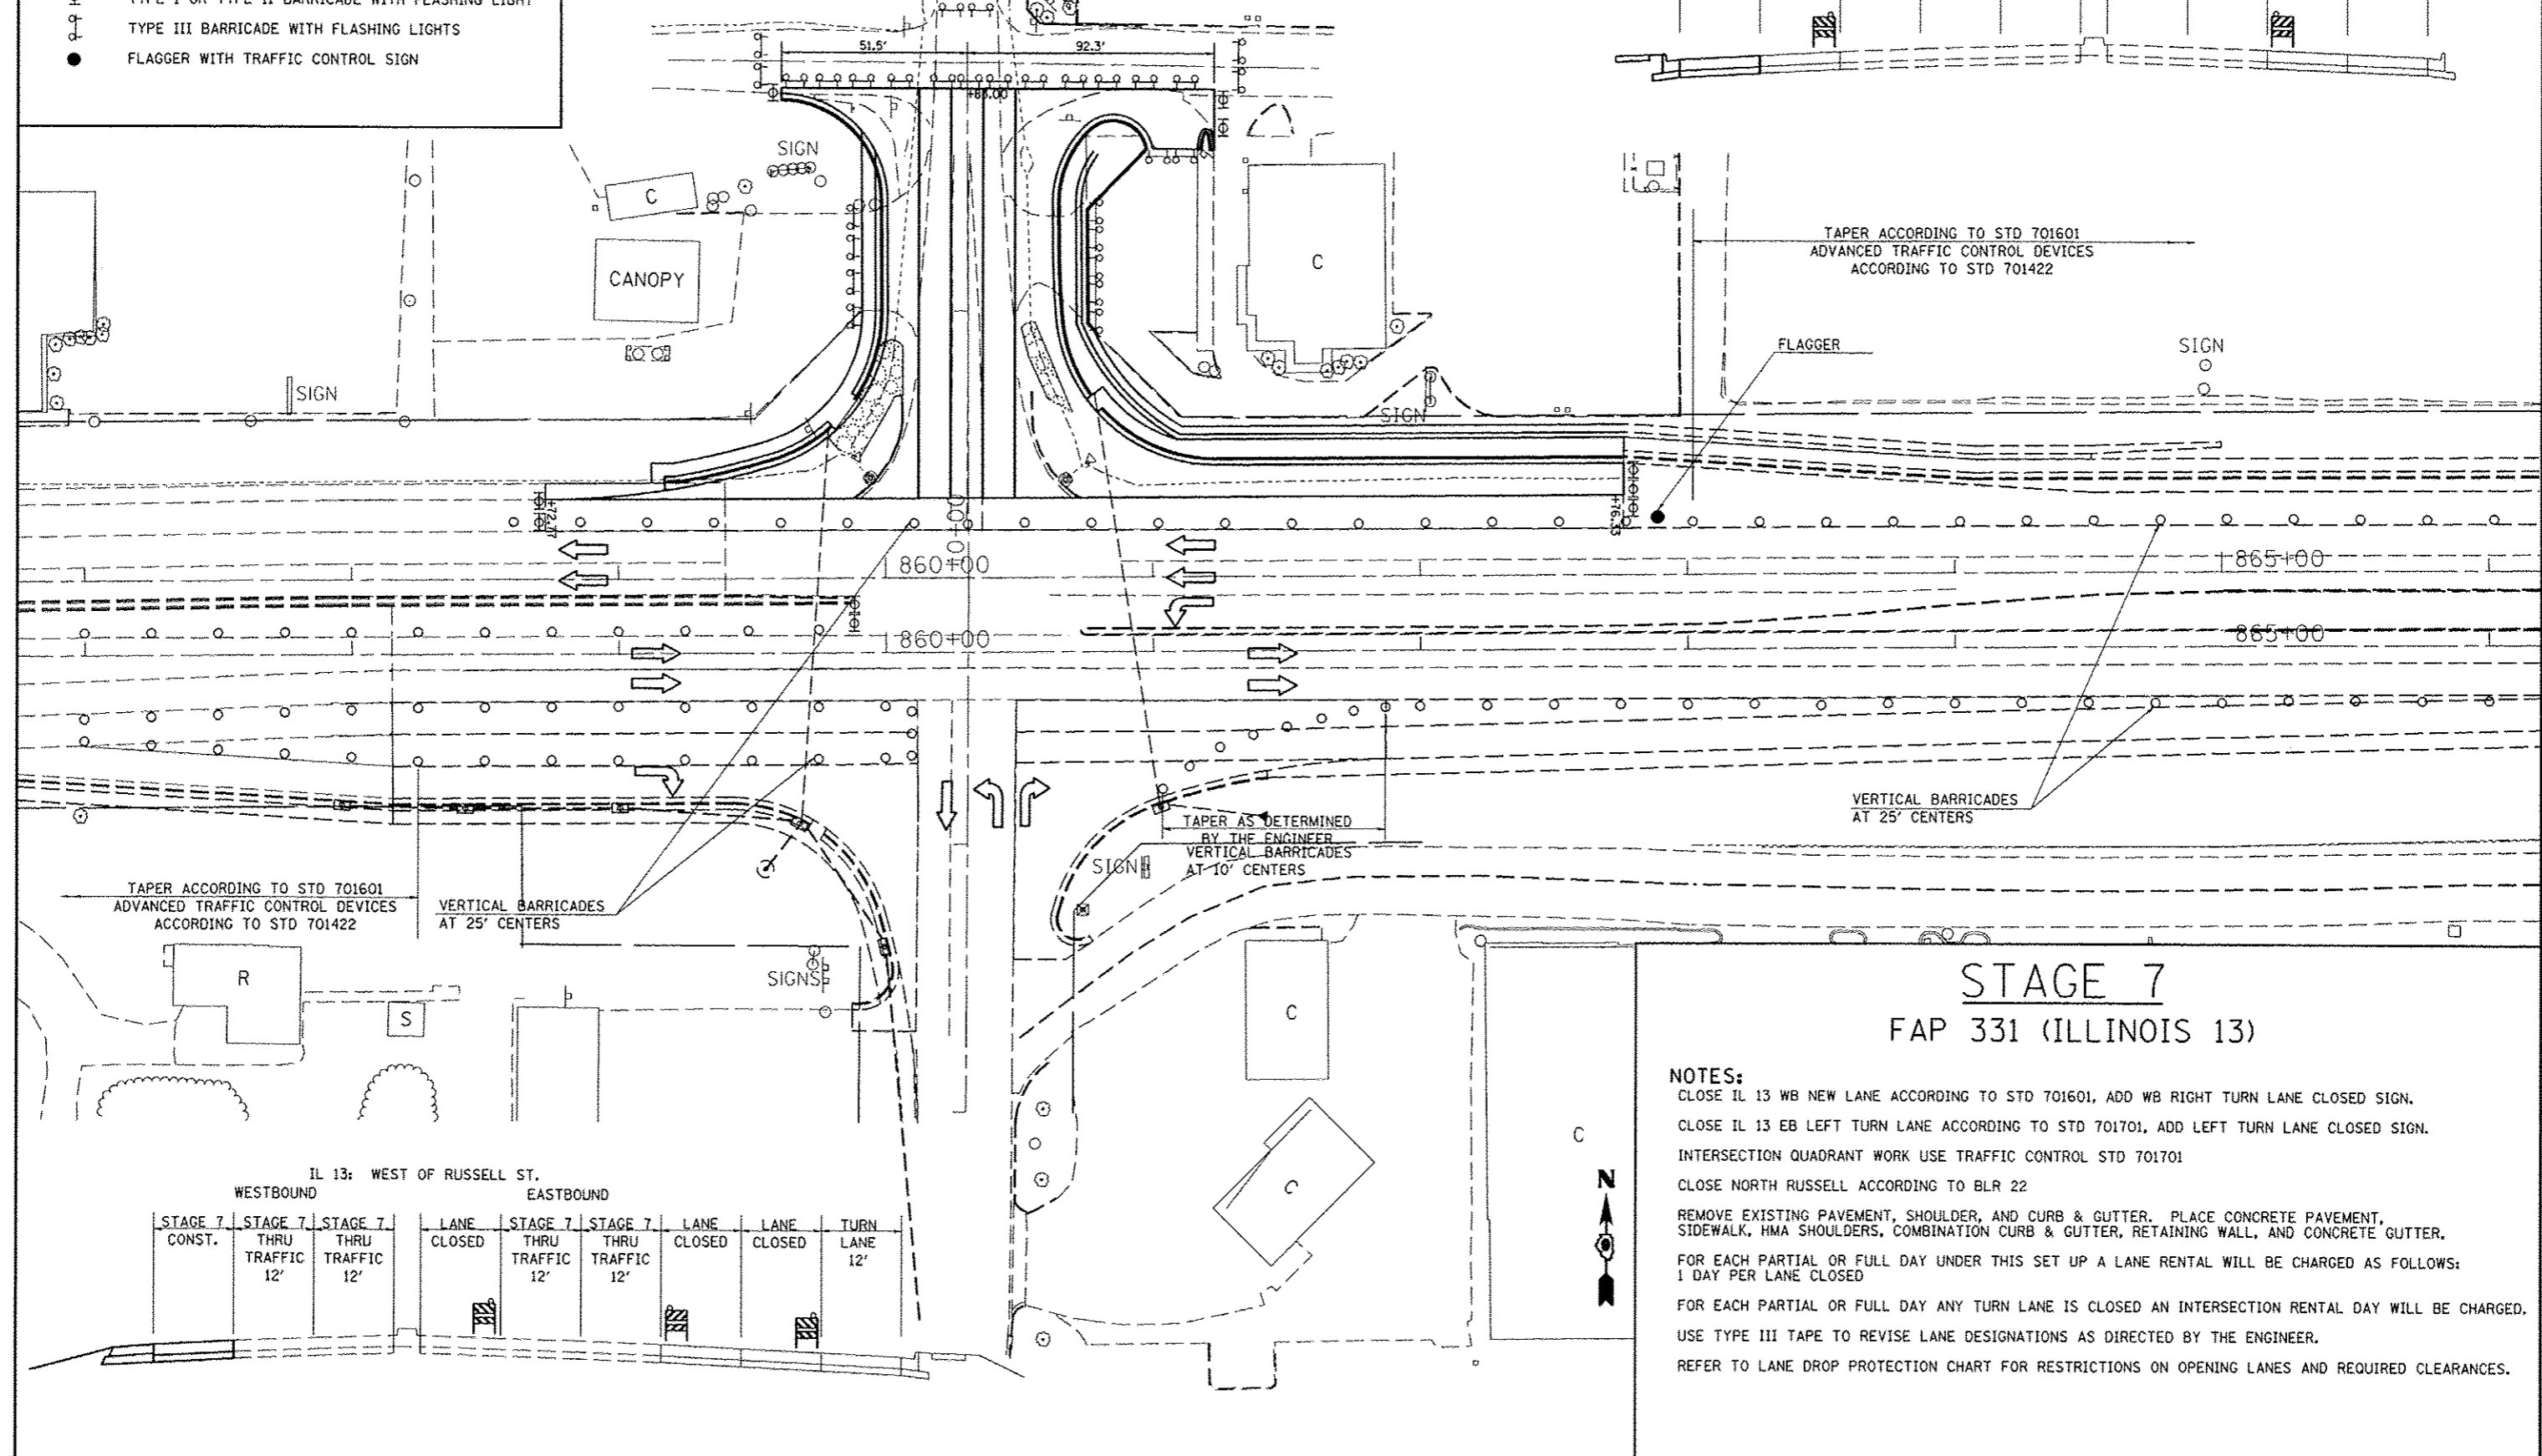 TYPE III BARRICADE WITH FLASHING LIGHTS
FLAGGER WITH TRAFFIC CONTROL SIGN
51.5'
92.3'
SIGN
C
CANOPY
SIGN
C
SIGN
TAPER ACCORDING TO STD 701601
ADVANCED TRAFFIC CONTROL DEVICES
ACCORDING TO STD 701422
FLAGGER
SIGN
+72.77
+76.33
860+00
865+00
860+00
865+00
TAPER ACCORDING TO STD 701601
ADVANCED TRAFFIC CONTROL DEVICES
ACCORDING TO STD 701422
VERTICAL BARRICADES
AT 25' CENTERS
TAPER AS DETERMINED
BY THE ENGINEER
VERTICAL BARRICADES
AT 10' CENTERS
SIGN
VERTICAL BARRICADES
AT 25' CENTERS
R
S
SIGNS
C
C
C
IL 13: WEST OF RUSSELL ST.
WESTBOUND
EASTBOUND
STAGE 7
CONST.
STAGE 7
THRU
TRAFFIC
12'
STAGE 7
THRU
TRAFFIC
12'
LANE
CLOSED
STAGE 7
THRU
TRAFFIC
12'
STAGE 7
THRU
TRAFFIC
12'
LANE
CLOSED
LANE
CLOSED
TURN
LANE
12'
N
STAGE 7
FAP 331 (ILLINOIS 13)
NOTES:
CLOSE IL 13 WB NEW LANE ACCORDING TO STD 701601, ADD WB RIGHT TURN LANE CLOSED SIGN.
CLOSE IL 13 EB LEFT TURN LANE ACCORDING TO STD 701701, ADD LEFT TURN LANE CLOSED SIGN.
INTERSECTION QUADRANT WORK USE TRAFFIC CONTROL STD 701701
CLOSE NORTH RUSSELL ACCORDING TO BLR 22
REMOVE EXISTING PAVEMENT, SHOULDER, AND CURB & GUTTER. PLACE CONCRETE PAVEMENT,
SIDEWALK, HMA SHOULDERS, COMBINATION CURB & GUTTER, RETAINING WALL, AND CONCRETE GUTTER.
FOR EACH PARTIAL OR FULL DAY UNDER THIS SET UP A LANE RENTAL WILL BE CHARGED AS FOLLOWS:
1 DAY PER LANE CLOSED
FOR EACH PARTIAL OR FULL DAY ANY TURN LANE IS CLOSED AN INTERSECTION RENTAL DAY WILL BE CHARGED.
USE TYPE III TAPE TO REVISE LANE DESIGNATIONS AS DIRECTED BY THE ENGINEER.
REFER TO LANE DROP PROTECTION CHART FOR RESTRICTIONS ON OPENING LANES AND REQUIRED CLEARANCES.